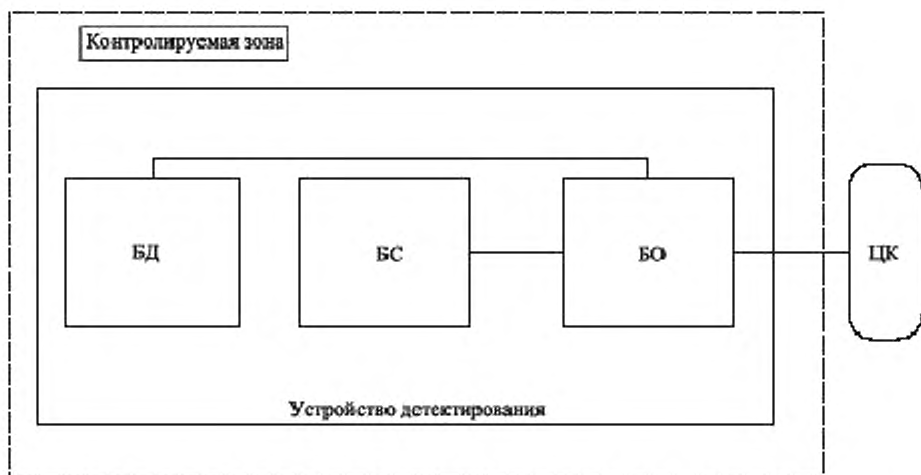 Контролируемая зона
БД
БС
БО
ЦК
Устройство детектирования